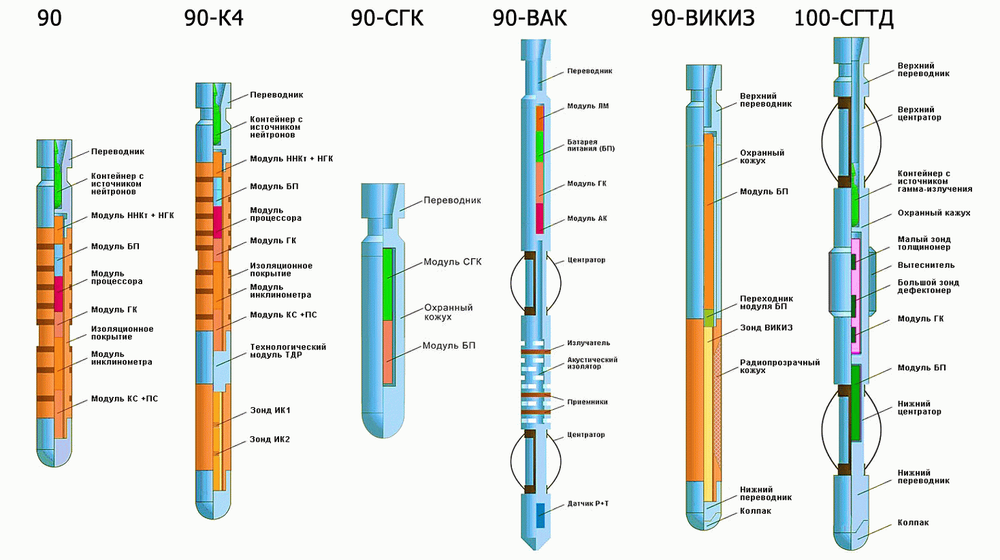 90
90-К4
90-СГК
90-ВАК
90-ВИКИЗ
100-СГТД
Переводник
Контейнер с
источником
нейтронов
Модуль ННКт + НГК
Модуль БП
Модуль
процессора
Модуль ГК
Изоляционное
покрытие
Модуль
инклинометра
Модуль КС +ПС
Переводник
Контейнер с
источником
нейтронов
Модуль ННКт + НГК
Модуль БП
Модуль
процессора
Модуль ГК
Изоляционное
покрытие
Модуль
инклинометра
Модуль КС +ПС
Технологический
модуль ТДР
Зонд ИК1
Зонд ИК2
Переводник
Модуль СГК
Охранный
кожух
Модуль БП
Переводник
Модуль ЛМ
Батарея
питания (БП)
Модуль ГК
Модуль АК
Центратор
Излучатель
Акустический
изолятор
Приемники
Центратор
Датчик Р+Т
Верхний
переводник
Охранный
кожух
Модуль БП
Переходник
модуля БП
Зонд ВИКИЗ
Радиопрозрачный
кожух
Нижний
переводник
Колпак
Верхний
переводник
Верхний
центратор
Контейнер с
источником
гамма-излучения
Охранный кажух
Малый зонд
толщиномер
Вытеснитель
Большой зонд
дефектомер
Модуль ГК
Модуль БП
Нижний
центратор
Нижний
переводник
Колпак